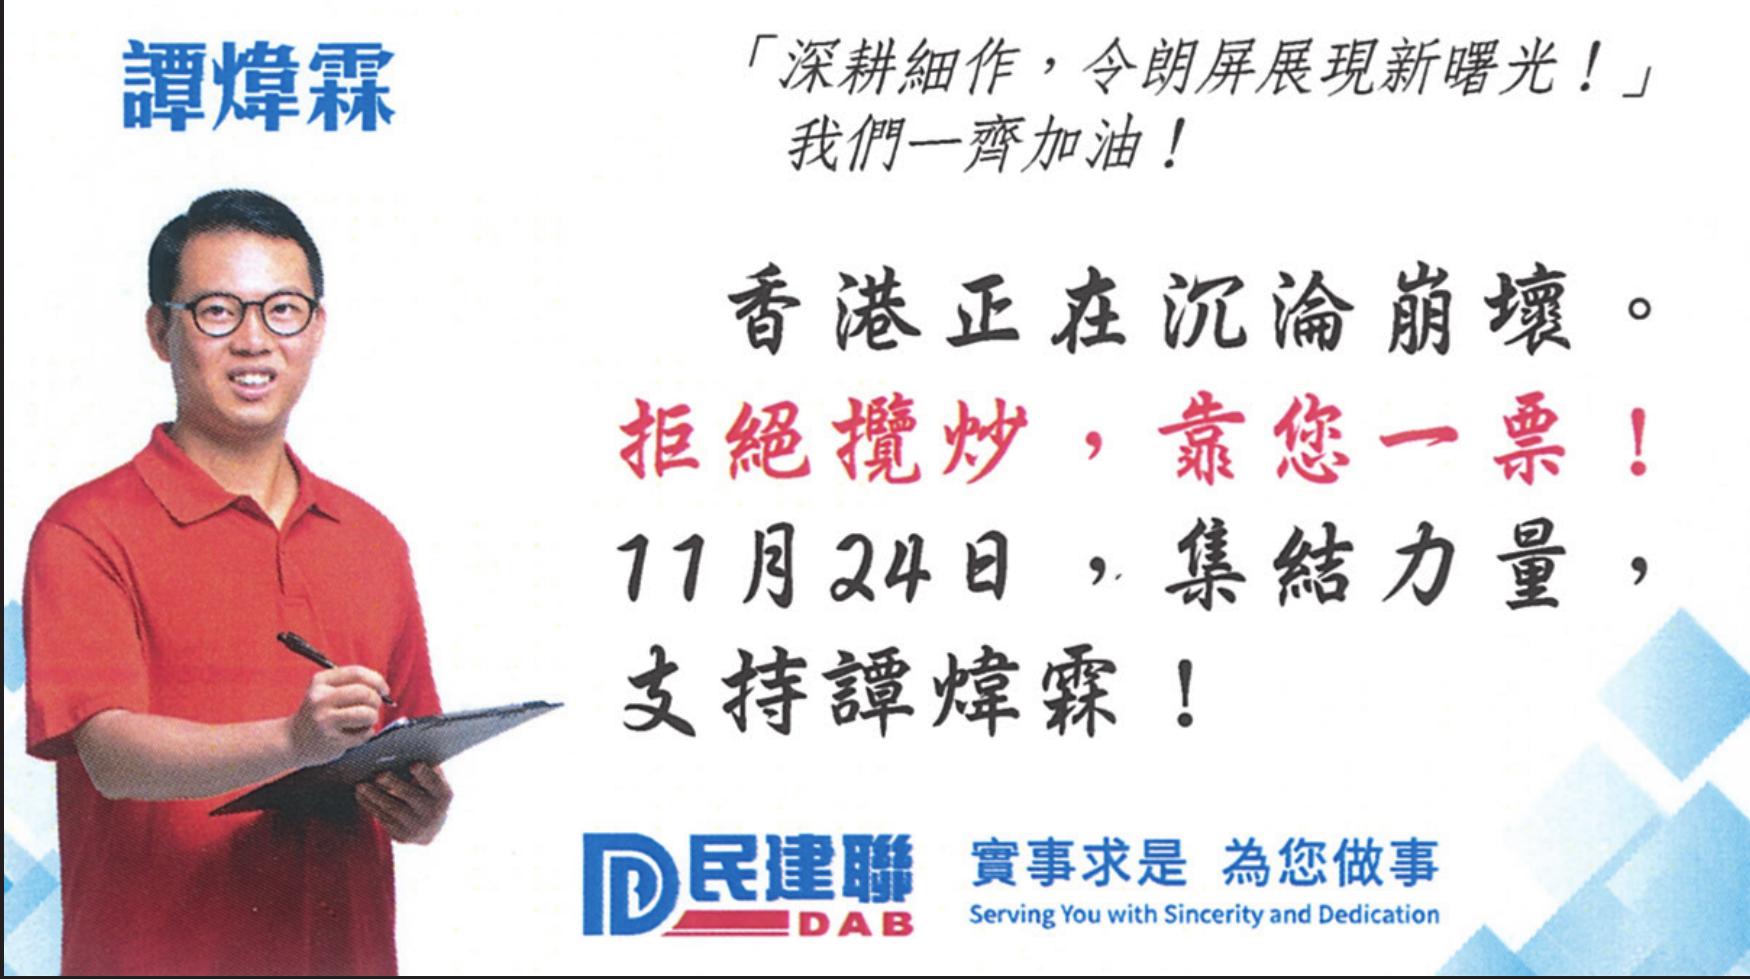 譚煒霖
「深耕細作，令朗屏展現新曙光！」
我們一齊加油！
香港正在沉淪崩壞。
拒絕攬炒，靠您一票！
11月24日，集結力量，
支持譚煒霖！
民建聯
DAB
實事求是 為您做事
Serving You with Sincerity and Dedication